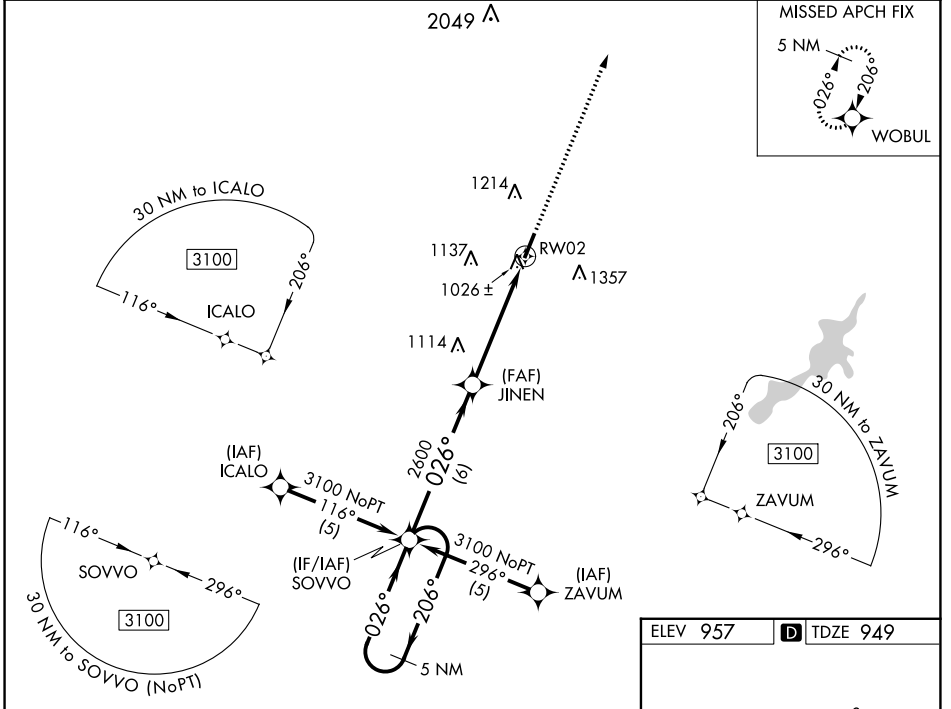 2049
MISSED APCH FIX
5 NM
026°
206°
WOBUL
30 NM to ICALO
3100
206°
116°
ICALO
1214
1137
RW02
1026 ±
1357
1114
(FAF)
JINEN
30 NM to ZAVUM
206°
3100
ZAVUM
296°
(IAF)
ICALO
3100 NoPT
116°
(5)
2600
026°
(6)
(IF/IAF)
SOVVO
3100 NoPT
296°
(5)
(IAF)
ZAVUM
026°
206°
5 NM
116°
SOVVO
296°
3100
30 NM to SOVVO (NoPT)
ELEV 957
D TDZE 949